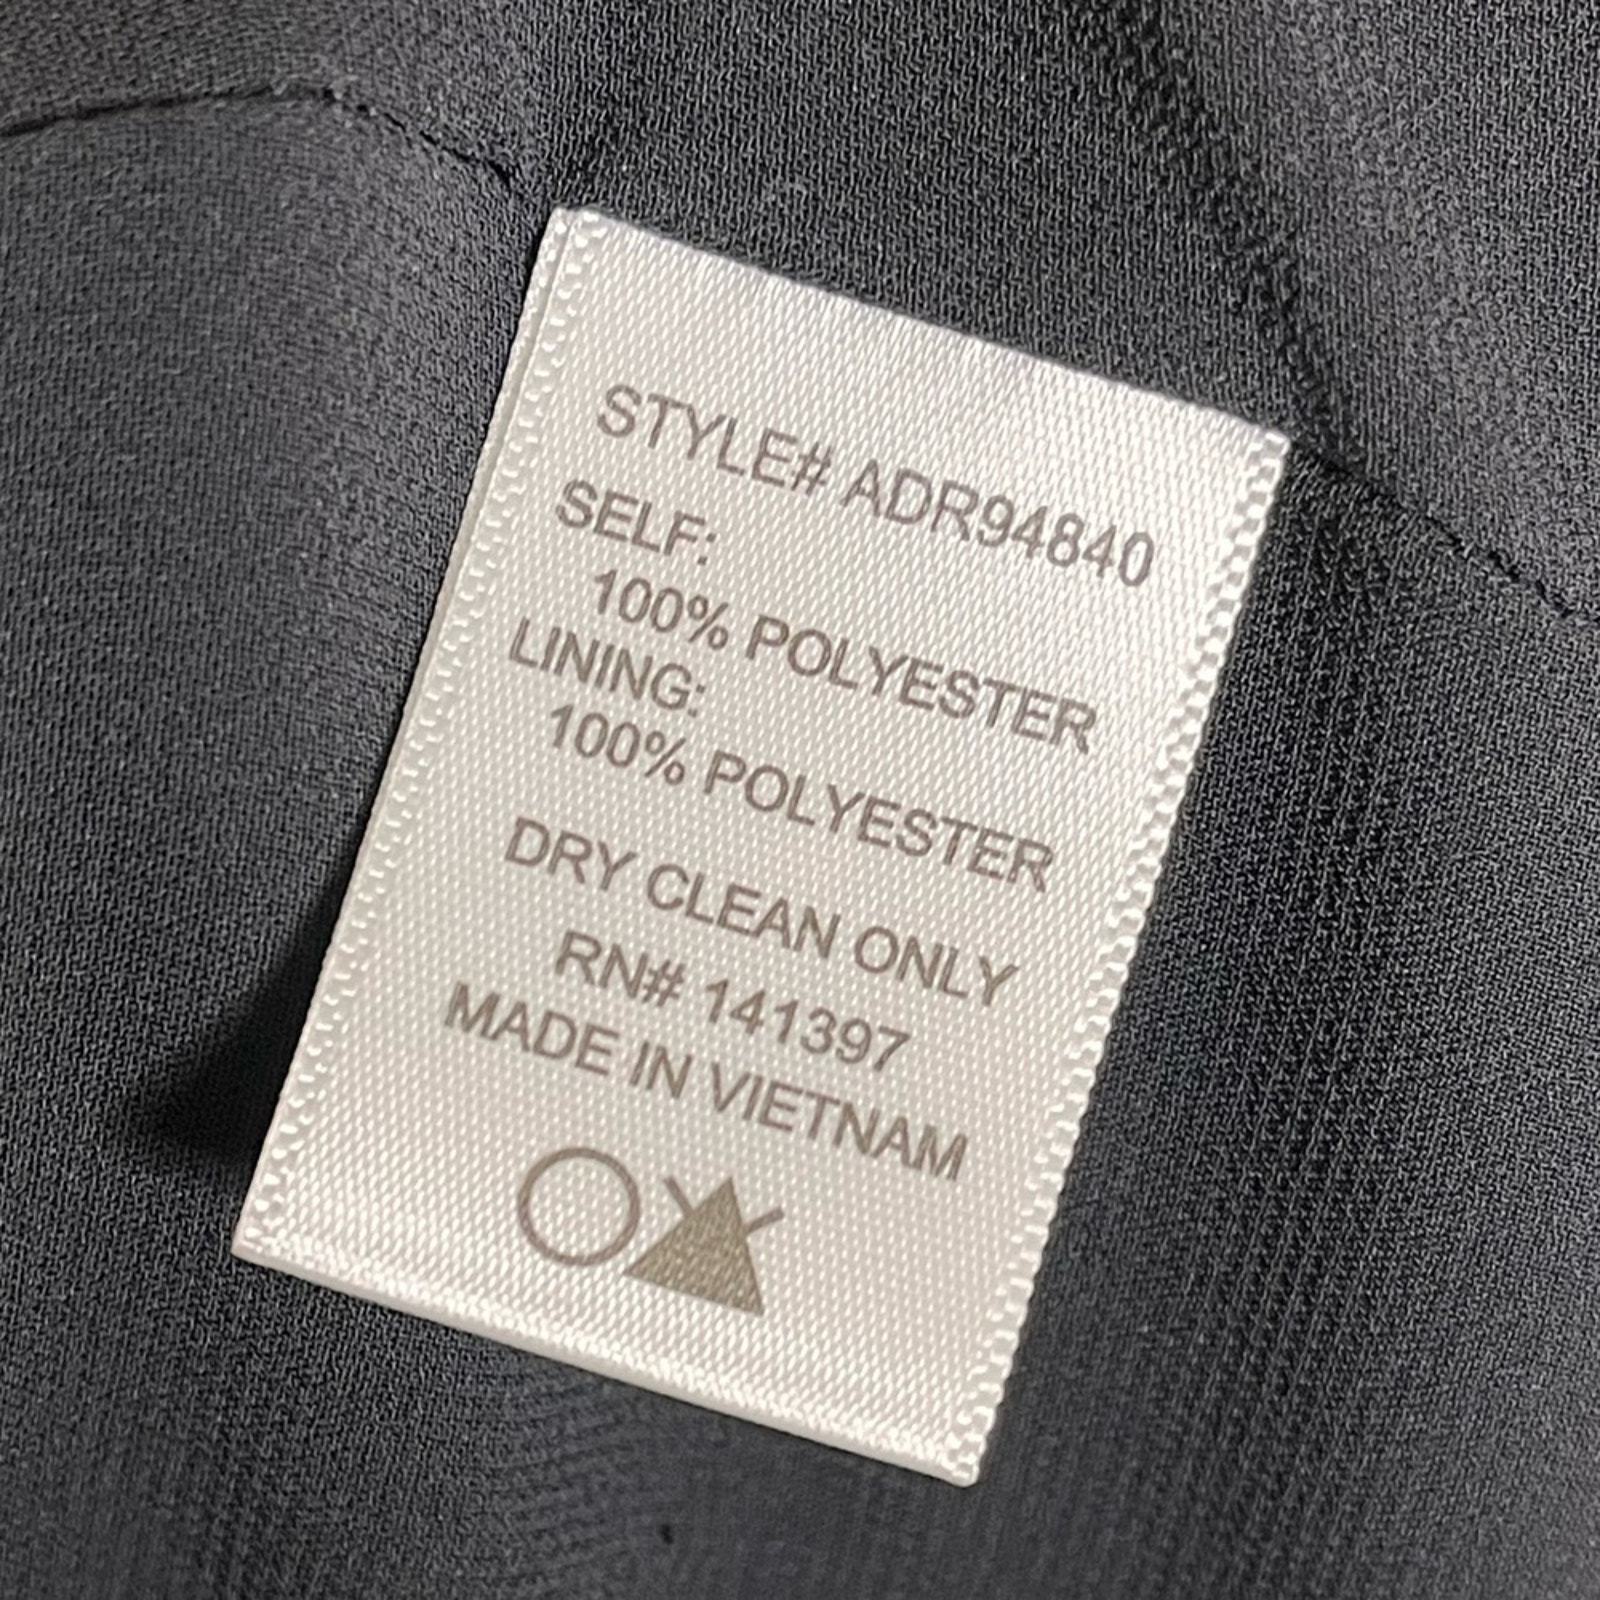 STYLE# ADR94840
SELF:
100% POLYESTER
LINING:
100% POLYESTER
DRY CLEAN ONLY
RN# 141397
MADE IN VIETNAM